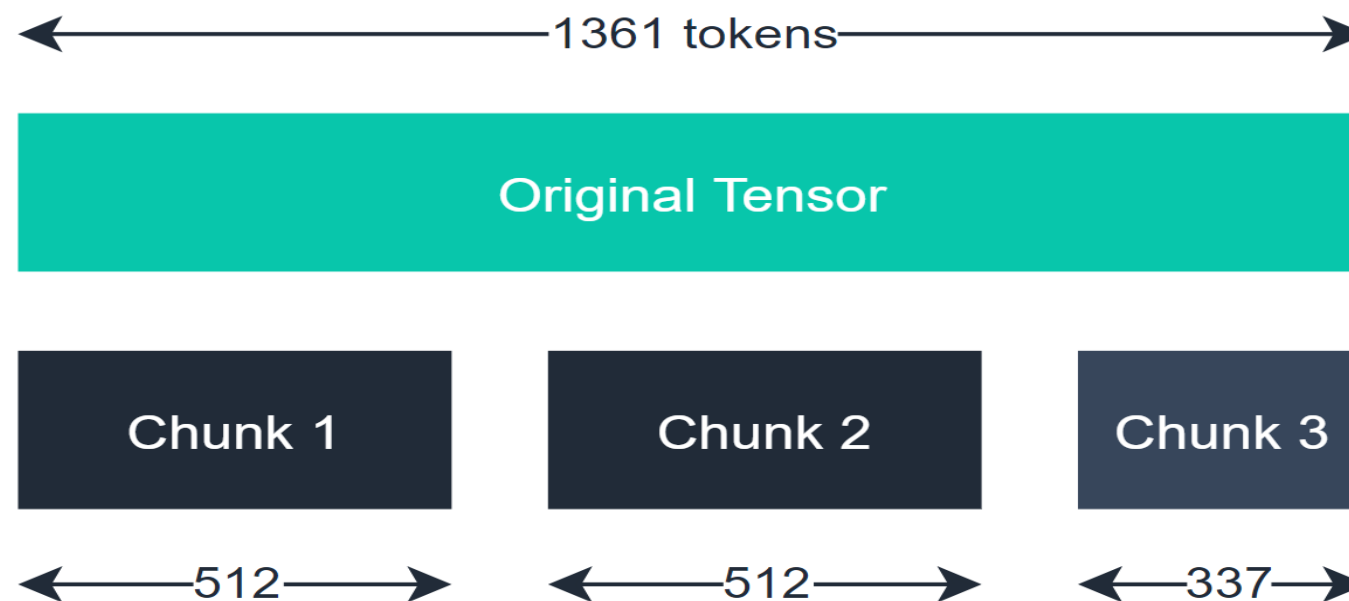 1361 tokens
Original Tensor
Chunk 1
Chunk 2
Chunk 3
512
512
337